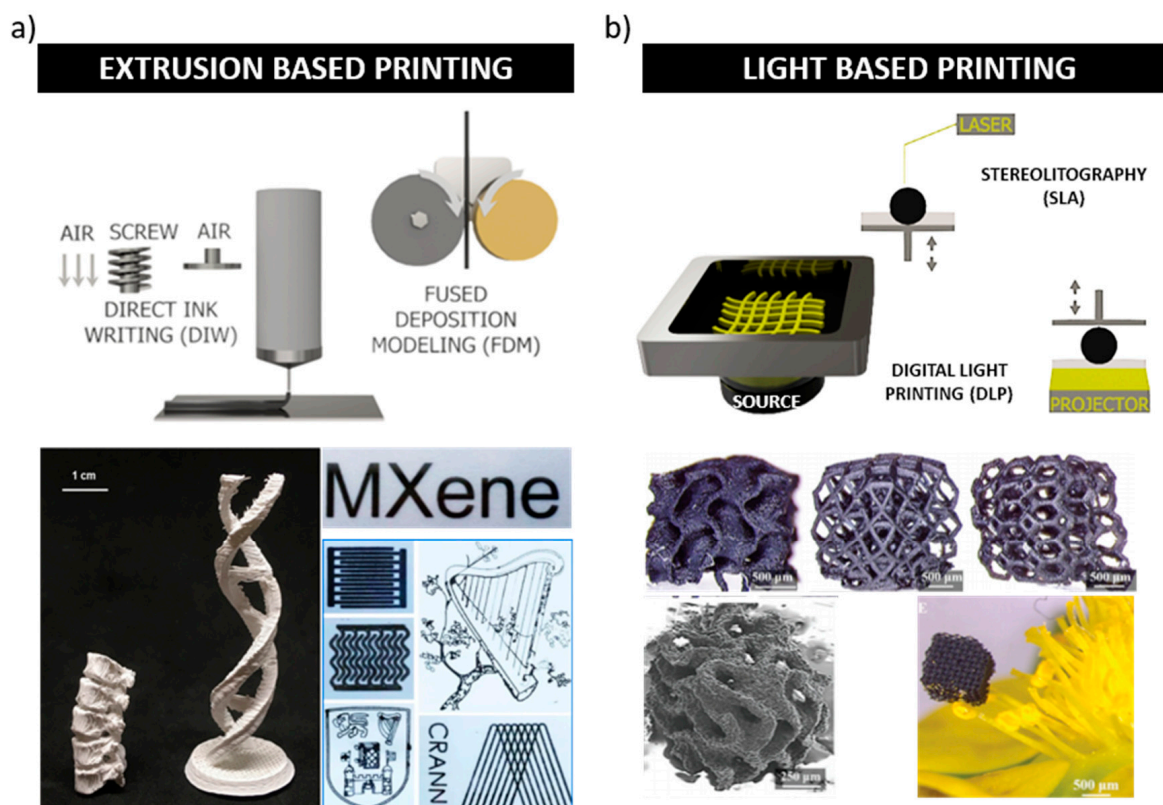 a)
EXTRUSION BASED PRINTING
AIR
SCREW
AIR
DIRECT INK
WRITING (DIW)
FUSED
DEPOSITION
MODELING (FDM)
1 cm
MXene
CRANN
b)
LIGHT BASED PRINTING
LASER
STEREOLITOGRAPHY
(SLA)
SOURCE
DIGITAL LIGHT
PRINTING (DLP)
PROJECTOR
500 µm
500 µm
500 µm
250 µm
E
500 µm